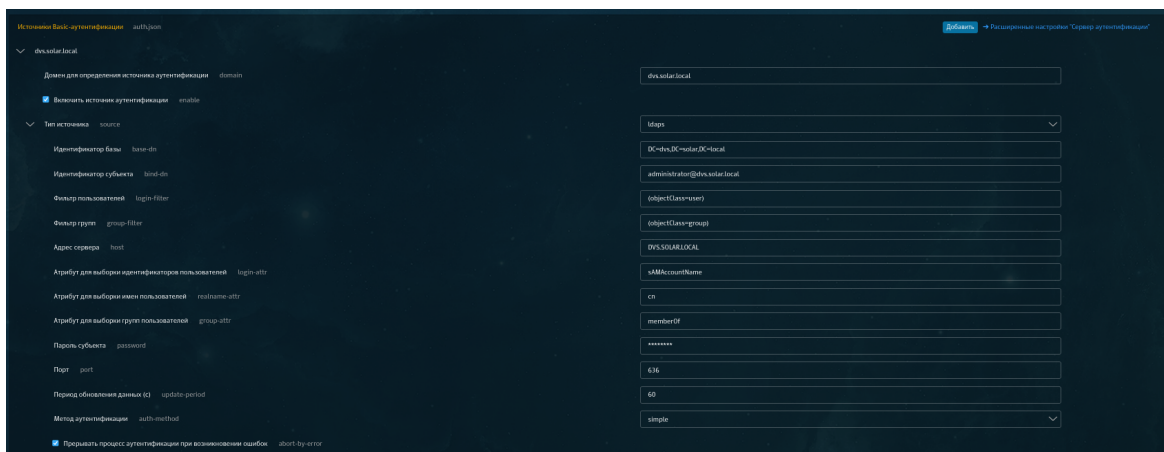 Источники Basic-аутентификации auth.json Добавить → Расширенные настройки "Сервер аутентификации"
dvs.solar.local
Домен для определения источника аутентификации domain dvs.solar.local
Включить источник аутентификации enable
Тип источника source ldaps
Идентификатор базы base-dn DC=dvs,DC=solar,DC=local
Идентификатор субъекта bind-dn administrator@dvs.solar.local
Фильтр пользователей login-filter (objectClass=user)
Фильтр групп group-filter (objectClass=group)
Адрес сервера host DVS.SOLAR.LOCAL
Атрибут для выборки идентификаторов пользователей login-attr sAMAccountName
Атрибут для выборки имен пользователей realname-attr cn
Атрибут для выборки групп пользователей group-attr memberOf
Пароль субъекта password ********
Порт port 636
Период обновления данных (с) update-period 60
Метод аутентификации auth-method simple
Прерывать процесс аутентификации при возникновении ошибок abort-by-error